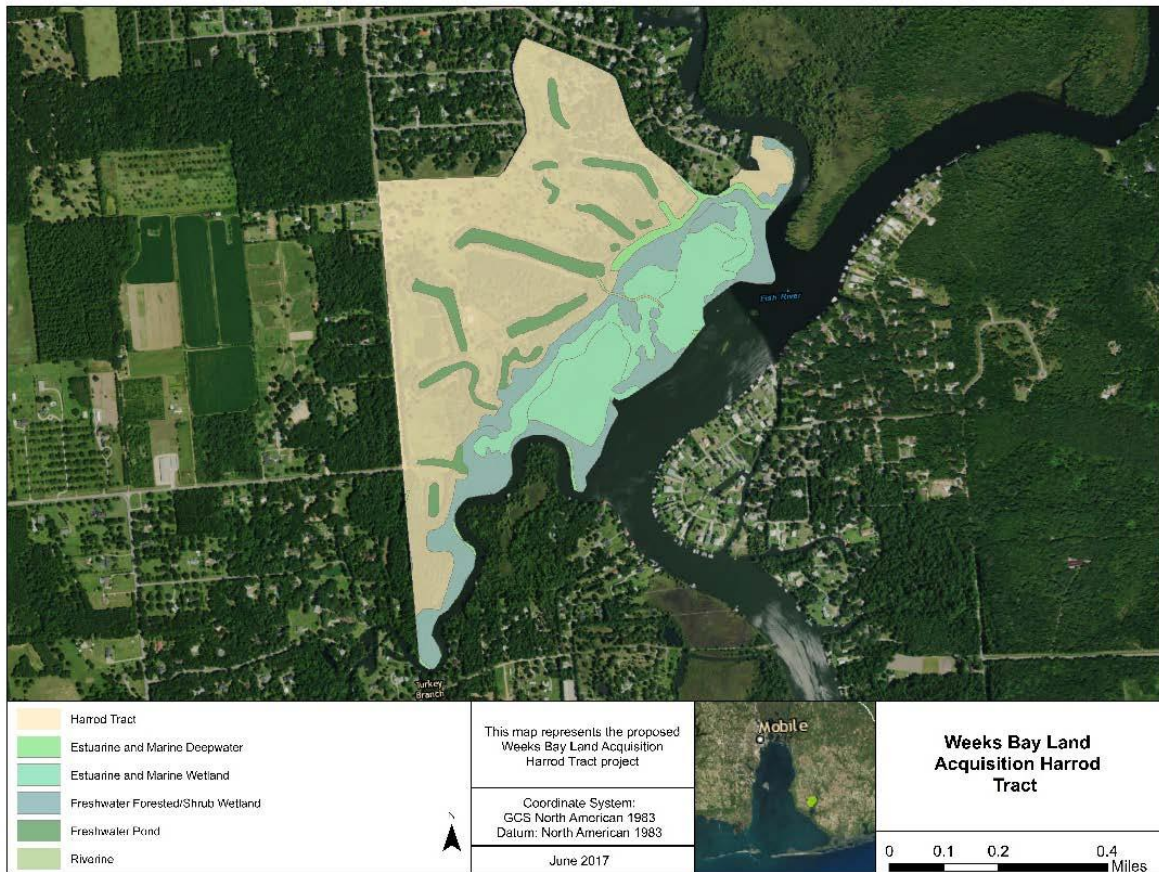 Fish River
Turkey
Branch
Harrod Tract
Estuarine and Marine Deepwater
Estuarine and Marine Wetland
Freshwater Forested/Shrub Wetland
Freshwater Pond
Riverine
N
This map represents the proposed
Weeks Bay Land Acquisition
Harrod Tract project
Coordinate System:
GCS North American 1983
Datum: North American 1983
June 2017
Mobile
Weeks Bay Land
Acquisition Harrod
Tract
0 0.1 0.2 0.4
Miles